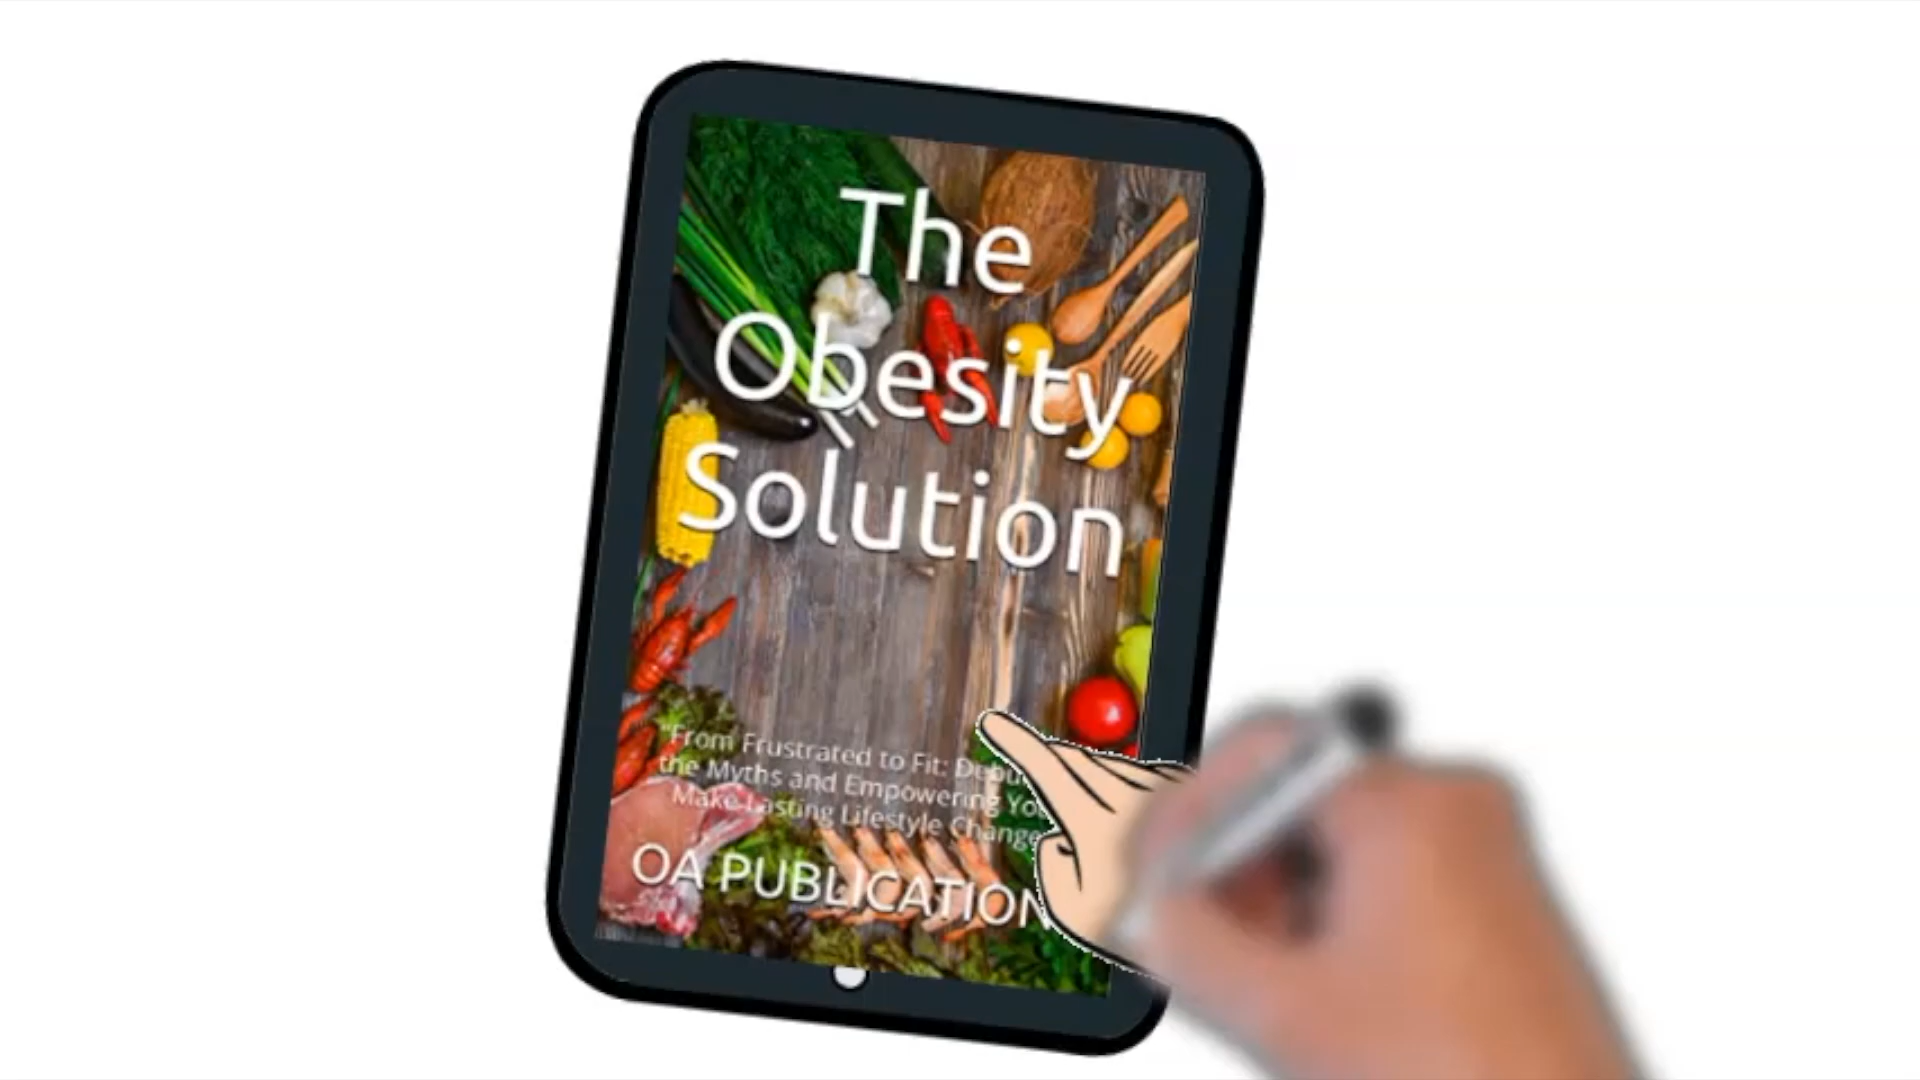 The
Obesity
Solution
"From Frustrated to Fit:
the Myths and Empowering
Make Lasting Lifestyle
OA PUBLICATION